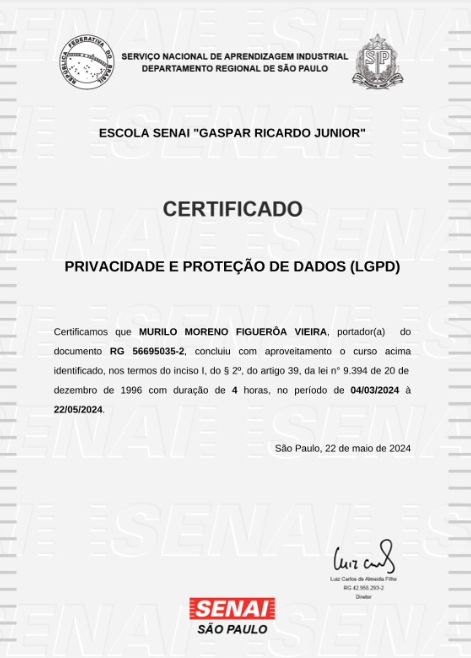 REPÚBLICA FEDERATIVA DO BRASIL
SERVIÇO NACIONAL DE APRENDIZAGEM INDUSTRIAL
DEPARTAMENTO REGIONAL DE SÃO PAULO
SP
ESCOLA SENAI "GASPAR RICARDO JUNIOR"
CERTIFICADO
PRIVACIDADE E PROTEÇÃO DE DADOS (LGPD)
Certificamos que MURILO MORENO FIGUERÔA VIEIRA, portador(a) do
documento RG 56695035-2, concluiu com aproveitamento o curso acima
identificado, nos termos do inciso I, do § 2º, do artigo 39, da lei n° 9.394 de 20 de
dezembro de 1996 com duração de 4 horas, no período de 04/03/2024 à
22/05/2024.
São Paulo, 22 de maio de 2024
Luiz Carlos de Almeida Filho
RG 42.955.293-2
Diretor
SENAI
SÃO PAULO